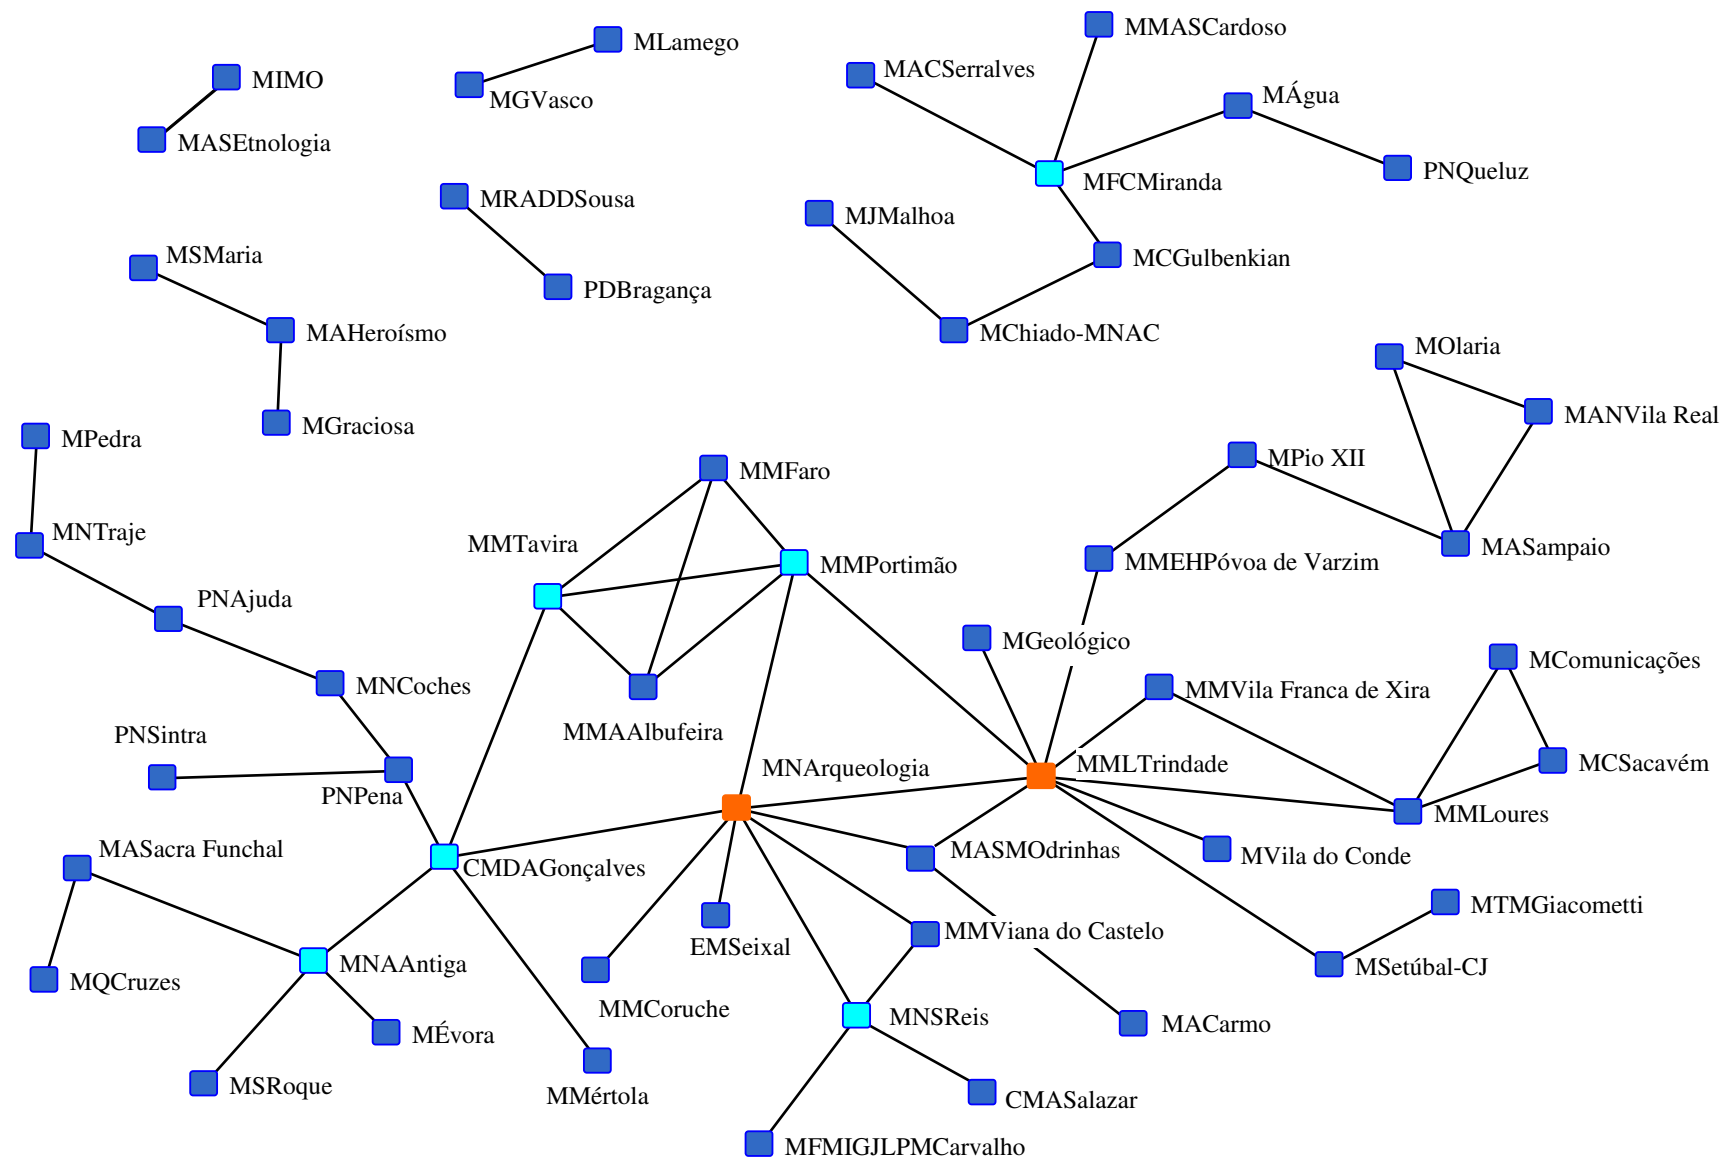 MMASCardoso
MLamego
MACSerralves
MIMO
MÁgua
MGVasco
MASEtnologia
PNQueluz
MFCMiranda
MRADDSousa
MJMalhoa
MSMaria
MCGulbenkian
PDBragança
MAHeroísmo
MChiado-MNAC
MOlaria
MANVila Real
MGraciosa
MPedra
MPio XII
MMFaro
MNTraje
MMTavira
MASampaio
MMEHPóvoa de Varzim
MMPortimão
PNAjuda
MGeológico
MComunicações
MNCoches
MMVila Franca de Xira
MMAAlbufeira
PNSintra
MCSacavém
MMLTrindade
MNArqueologia
PNPena
MMLoures
MASacra Funchal
MASMOdrinhas
MVila do Conde
CMDAGonçalves
MTMGiacometti
MMViana do Castelo
EMSeixal
MNAAntiga
MSetúbal-CJ
MQCruzes
MMCoruche
MNSReis
MACarmo
MÉvora
MSRoque
MMértola
CMASalazar
MFMIGJLPMCarvalho